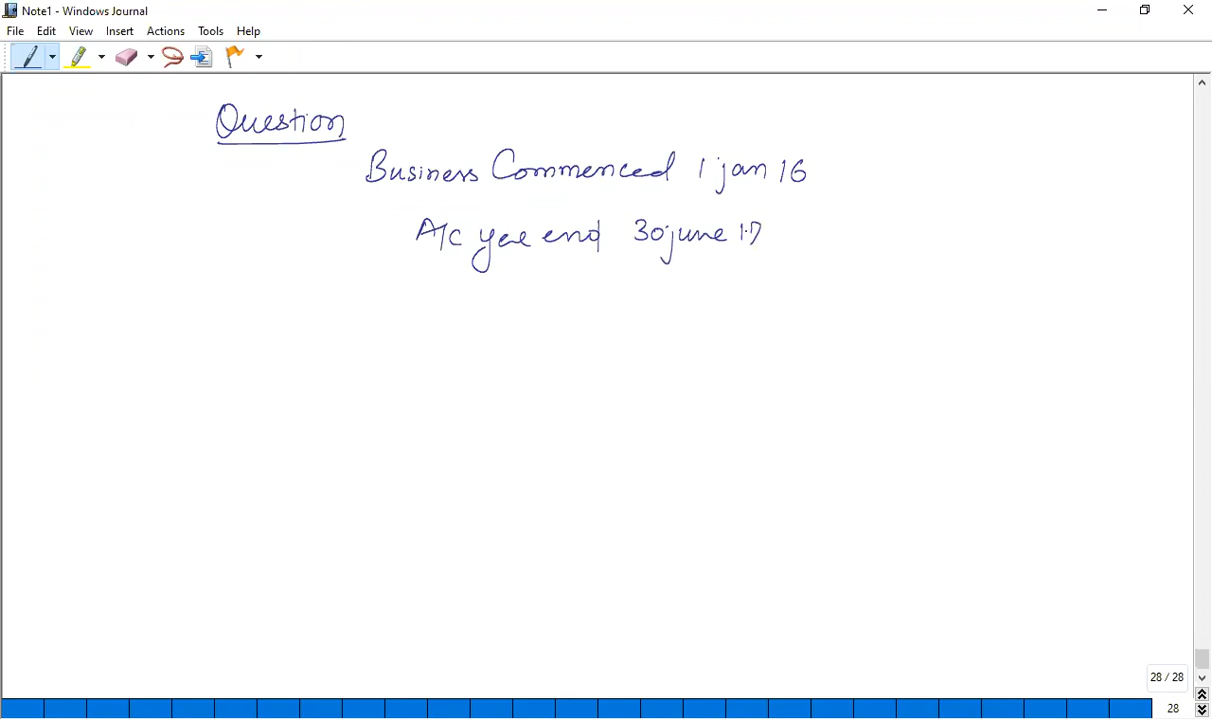 Note1 - Windows Journal
File Edit View Insert Actions Tools Help
Question
Business Commenced 1 jan 16
A/C yee end 30 june 17
28 / 28
28